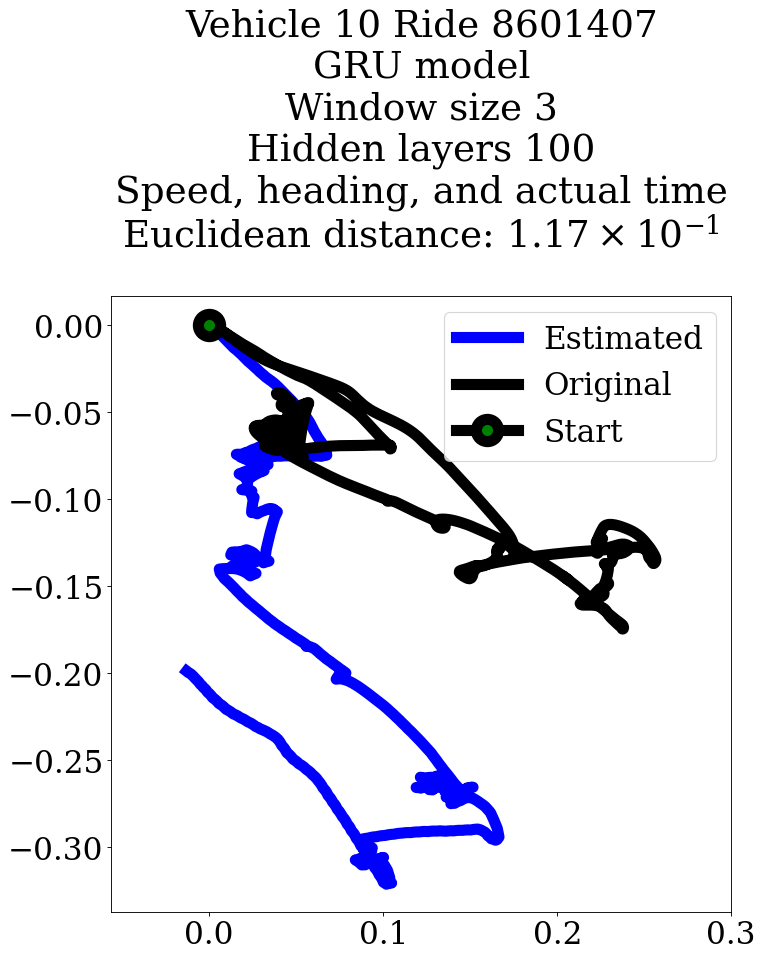 Vehicle 10 Ride 8601407
GRU model
Window size 3
Hidden layers 100
Speed, heading, and actual time
Euclidean distance: 1.17 × 10⁻¹
Estimated
Original
Start
0.00
−0.05
−0.10
−0.15
−0.20
−0.25
−0.30
0.0 0.1 0.2 0.3